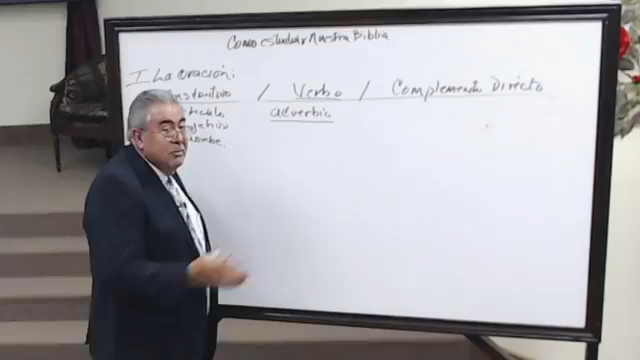 Como estudiar Nuestra Biblia
I La oración:
/ Verbo / Complemento Directo
adverbio